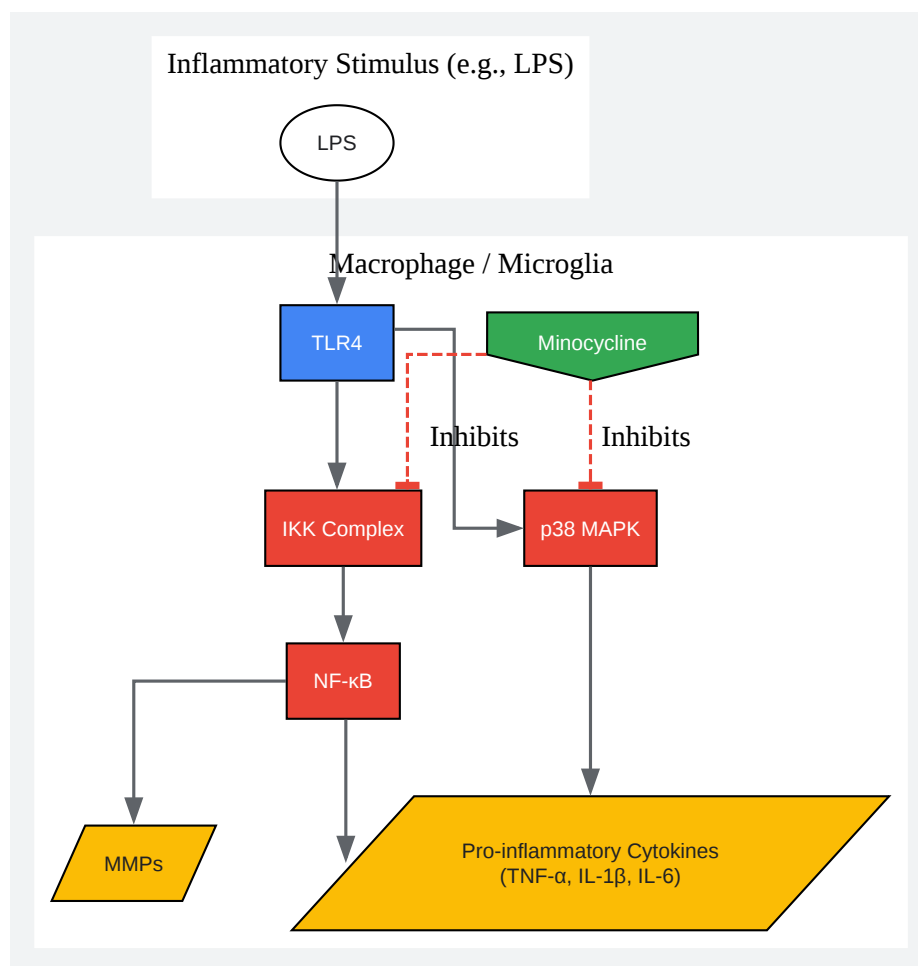 Inflammatory Stimulus (e.g., LPS)
LPS
Macrophage / Microglia
TLR4
Minocycline
Inhibits
Inhibits
IKK Complex
p38 MAPK
NF-κB
MMPs
Pro-inflammatory Cytokines
(TNF-α, IL-1β, IL-6)